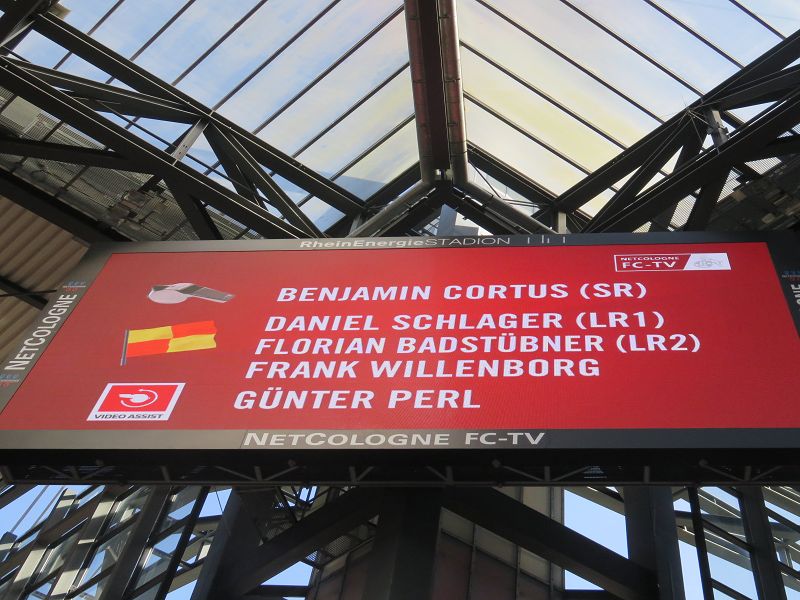 RheinEnergieSTADION
NETCOLOGNE
FC-TV
BENJAMIN CORTUS (SR)
DANIEL SCHLAGER (LR1)
FLORIAN BADSTÜBNER (LR2)
FRANK WILLENBORG
GÜNTER PERL
VIDEO ASSIST
NETCOLOGNE
NETCOLOGNE FC-TV